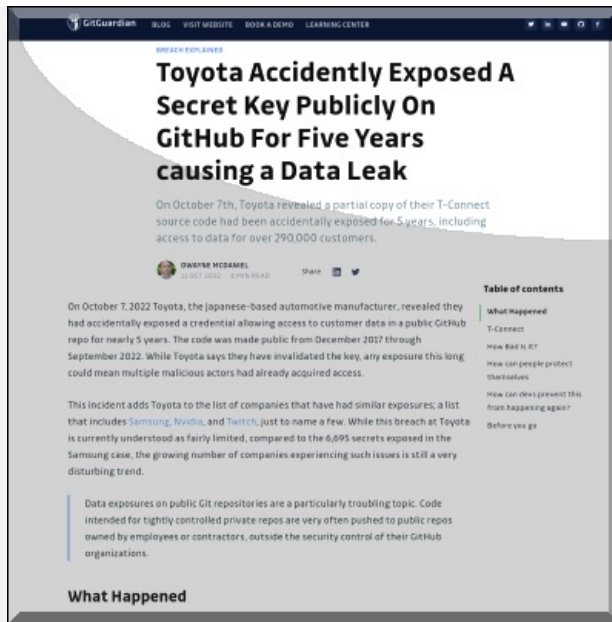 GitGuardian BLOG VISIT WEBSITE BOOK A DEMO LEARNING CENTER
BREACH EXPLAINED
Toyota Accidently Exposed A
Secret Key Publicly On
GitHub For Five Years
causing a Data Leak
On October 7th, Toyota revealed a partial copy of their T-Connect
source code had been accidentally exposed for 5 years, including
access to data for over 290,000 customers.
DWAYNE MCDANIEL
11 OCT 2022 · 4 MIN READ
Share
On October 7, 2022 Toyota, the Japanese-based automotive manufacturer, revealed they
had accidentally exposed a credential allowing access to customer data in a public GitHub
repo for nearly 5 years. The code was made public from December 2017 through
September 2022. While Toyota says they have invalidated the key, any exposure this long
could mean multiple malicious actors had already acquired access.
This incident adds Toyota to the list of companies that have had similar exposures; a list
that includes Samsung, Nvidia, and Twitch, just to name a few. While this breach at Toyota
is currently understood as fairly limited, compared to the 6,695 secrets exposed in the
Samsung case, the growing number of companies experiencing such issues is still a very
disturbing trend.
Data exposures on public Git repositories are a particularly troubling topic. Code
intended for tightly controlled private repos are very often pushed to public repos
owned by employees or contractors, outside the security control of their GitHub
organizations.
What Happened
Table of contents
What Happened
T-Connect
How Bad Is It?
How can people protect
themselves
How can devs prevent this
from happening again?
Before you go